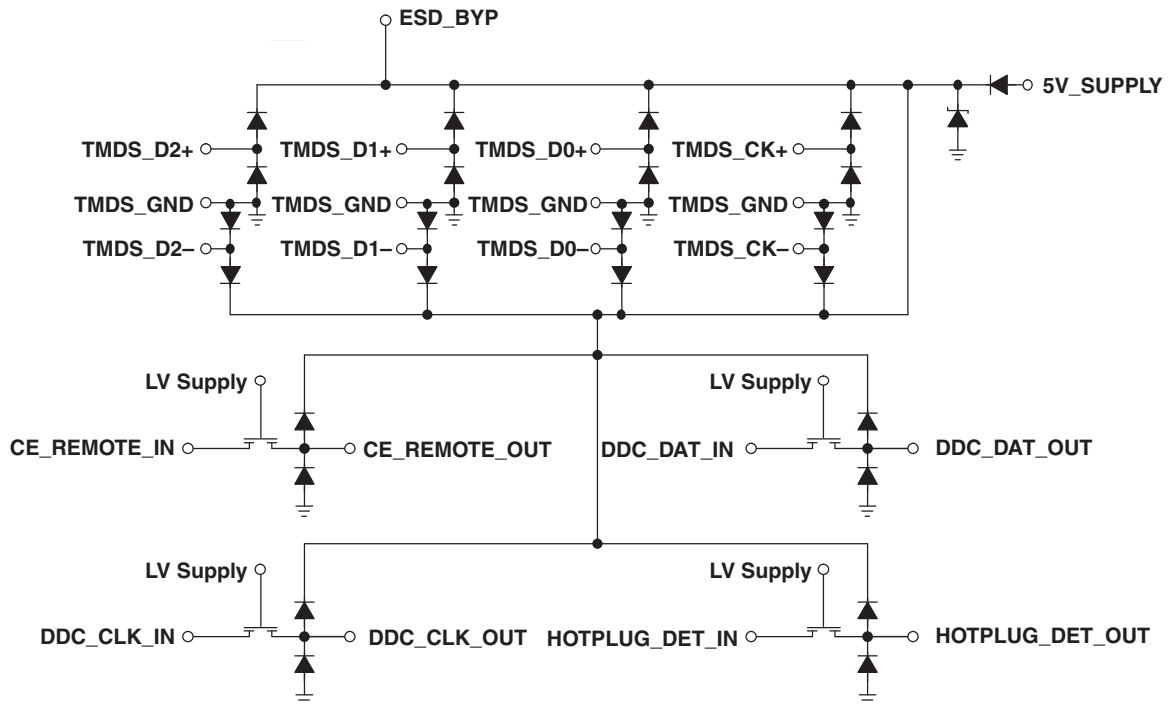 ESD_BYP
5V_SUPPLY
TMDS_D2+
TMDS_D1+
TMDS_D0+
TMDS_CK+
TMDS_GND
TMDS_GND
TMDS_GND
TMDS_GND
TMDS_D2–
TMDS_D1–
TMDS_D0–
TMDS_CK–
LV Supply
LV Supply
CE_REMOTE_IN
CE_REMOTE_OUT
DDC_DAT_IN
DDC_DAT_OUT
LV Supply
LV Supply
DDC_CLK_IN
DDC_CLK_OUT
HOTPLUG_DET_IN
HOTPLUG_DET_OUT